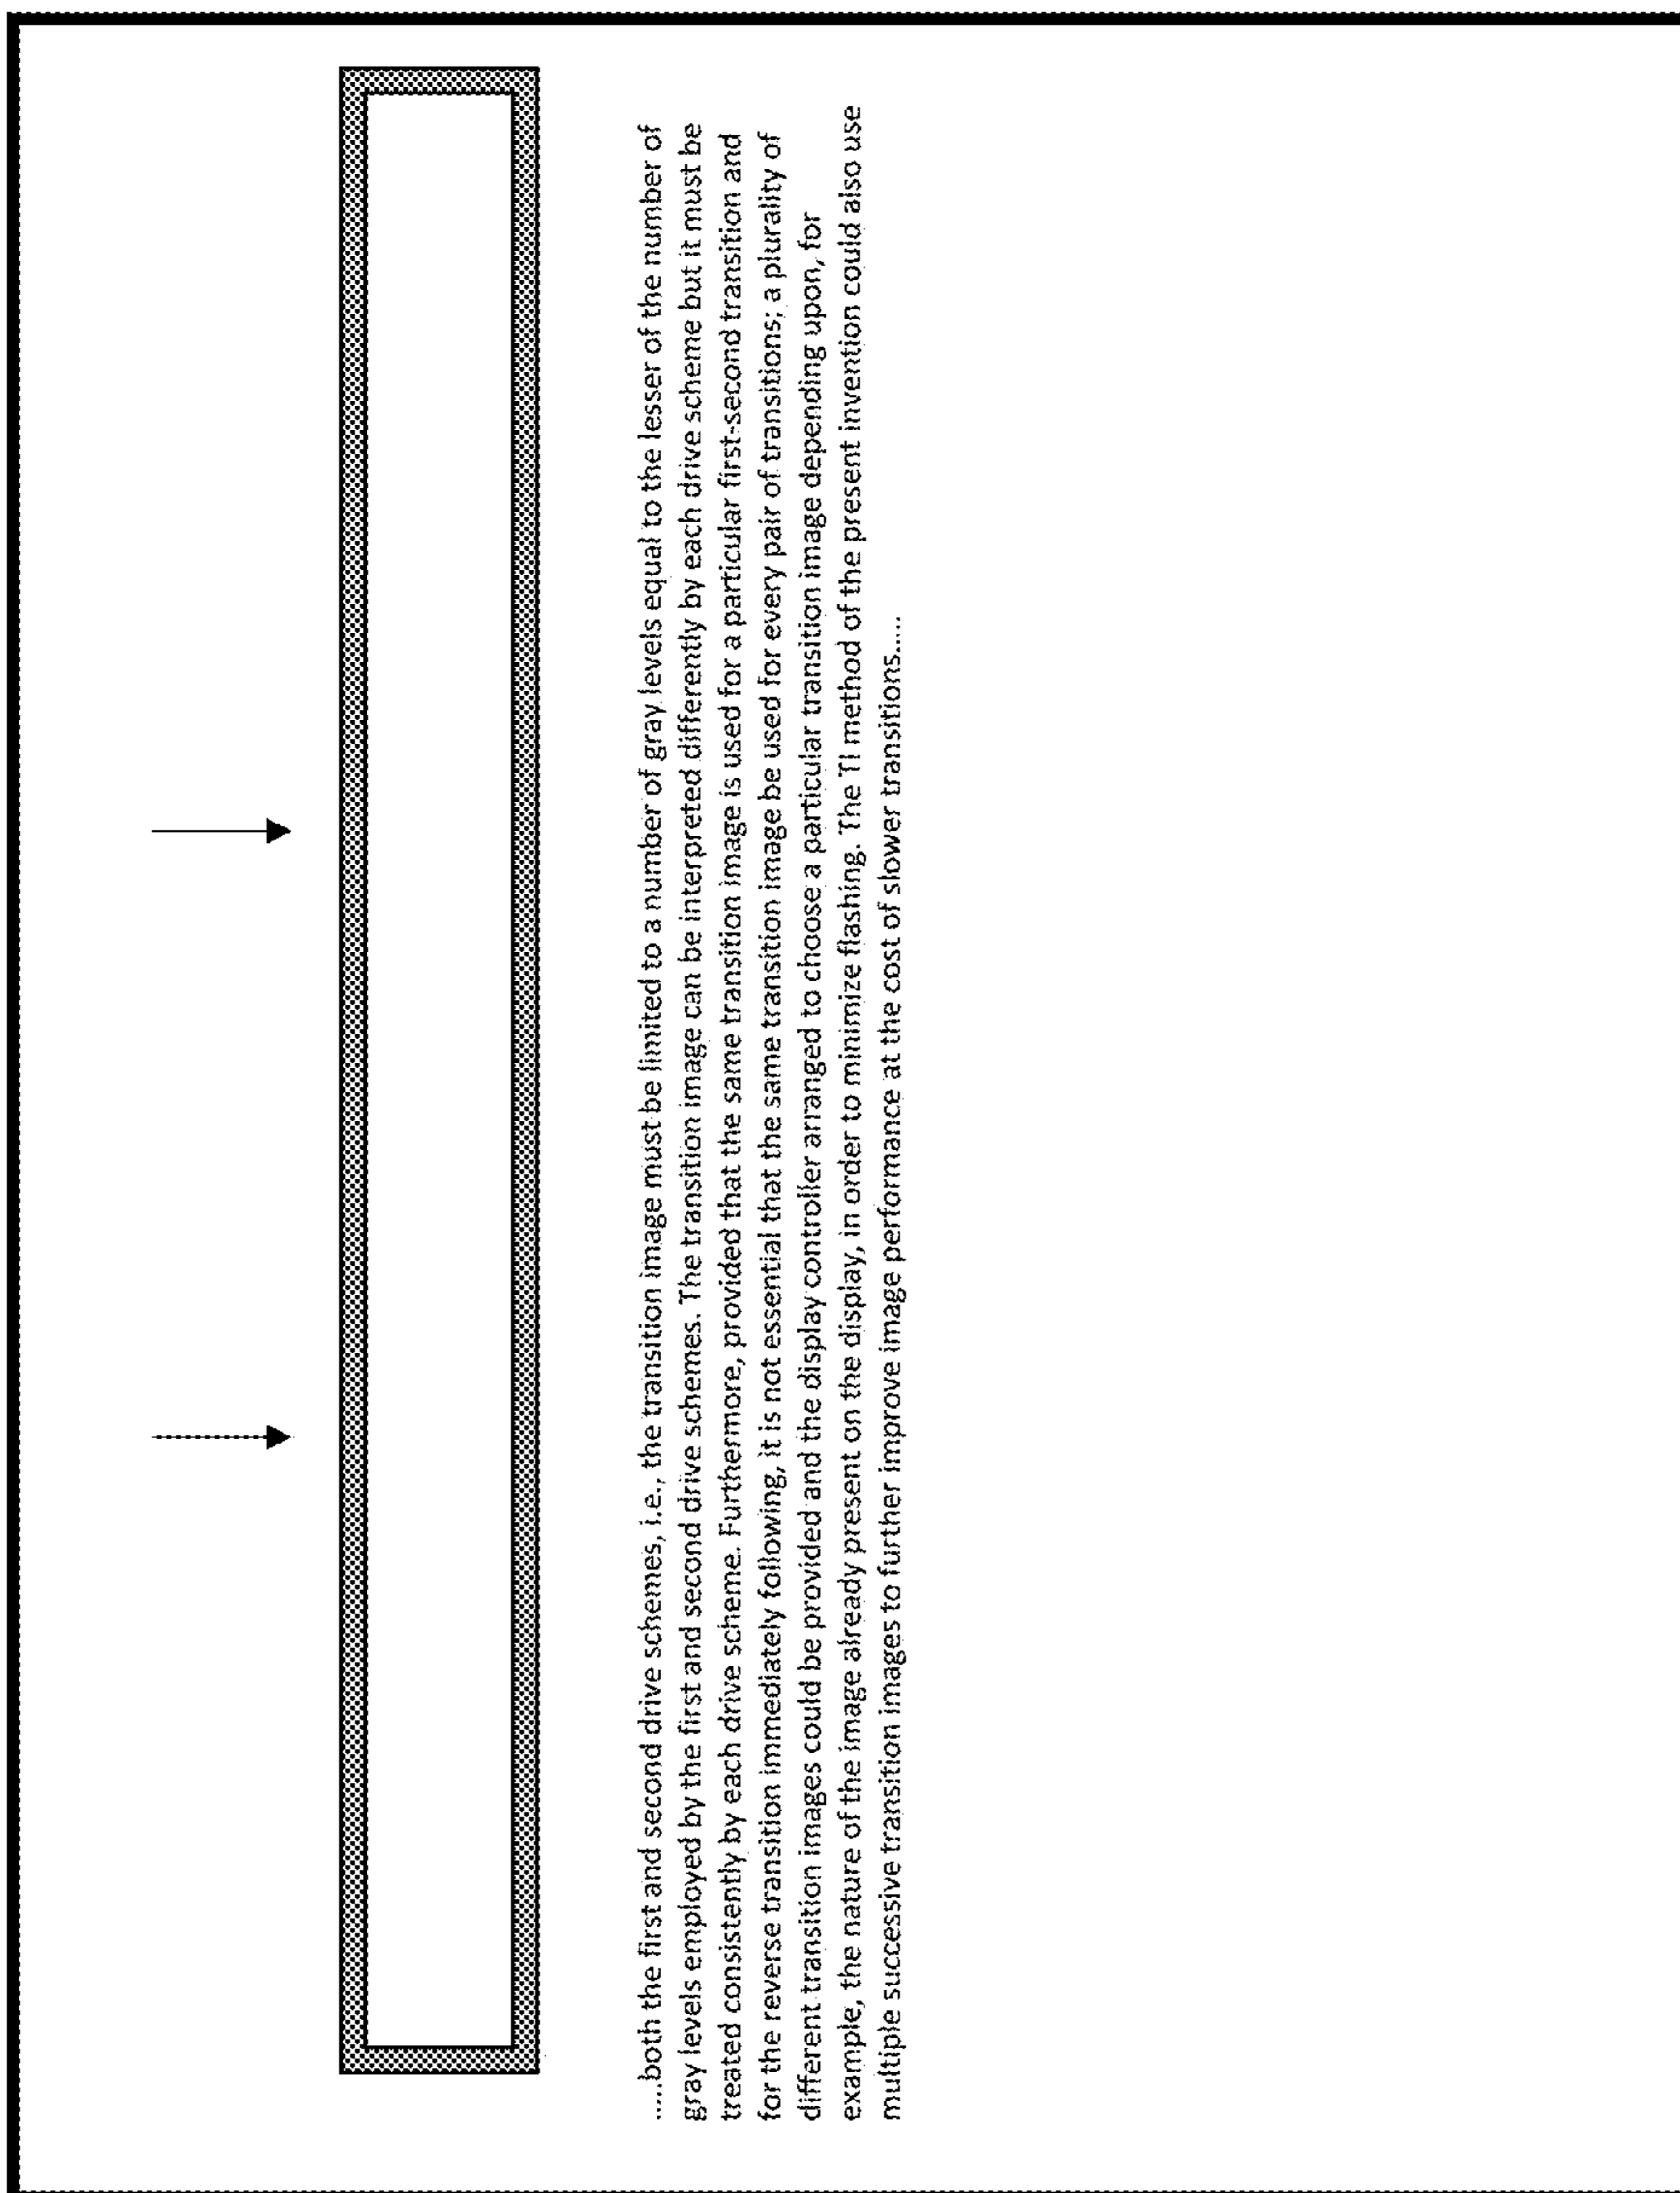 .....both the first and second drive schemes, i.e., the transition image must be limited to a number of gray levels equal to the lesser of the number of
gray levels employed by the first and second drive schemes. The transition image can be interpreted differently by each drive scheme but it must be
treated consistently by each drive scheme. Furthermore, provided that the same transition image is used for a particular first-second transition and
for the reverse transition immediately following, it is not essential that the same transition image be used for every pair of transitions; a plurality of
different transition images could be provided and the display controller arranged to choose a particular transition image depending upon, for
example, the nature of the image already present on the display, in order to minimize flashing. The TI method of the present invention could also use
multiple successive transition images to further improve image performance at the cost of slower transitions.....